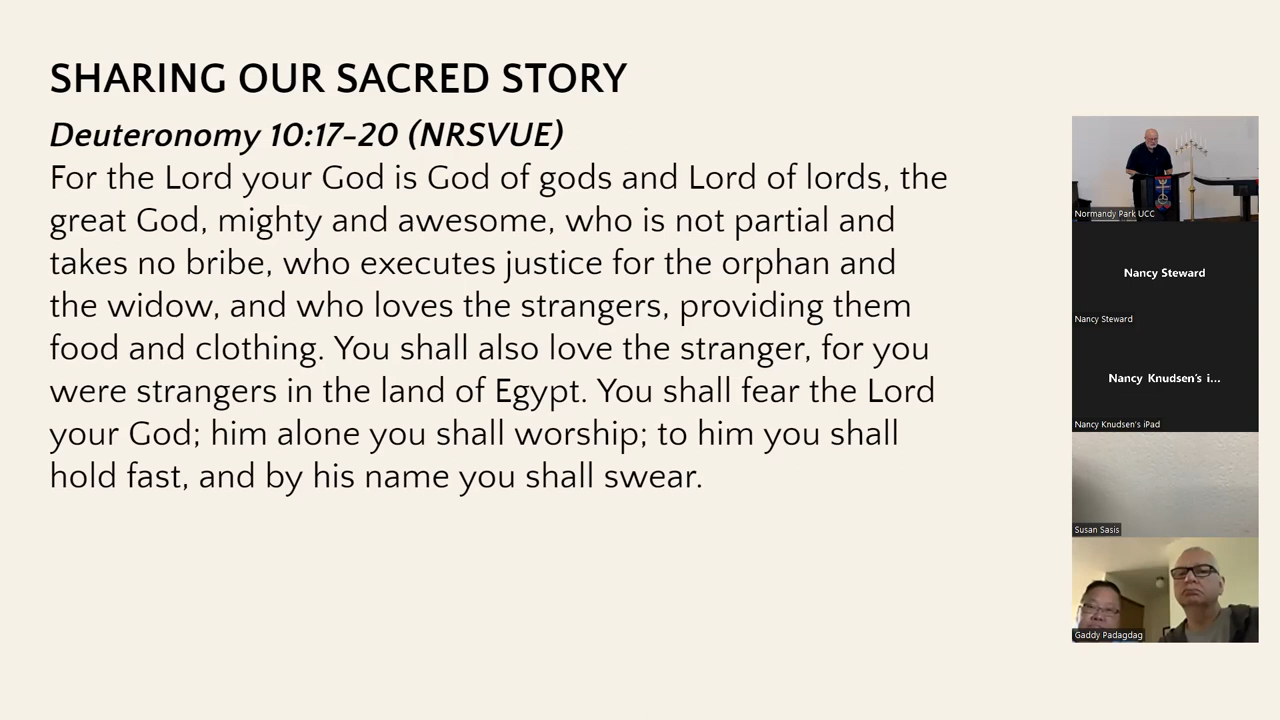 SHARING OUR SACRED STORY
Deuteronomy 10:17-20 (NRSVUE)
For the Lord your God is God of gods and Lord of lords, the
great God, mighty and awesome, who is not partial and
takes no bribe, who executes justice for the orphan and
the widow, and who loves the strangers, providing them
food and clothing. You shall also love the stranger, for you
were strangers in the land of Egypt. You shall fear the Lord
your God; him alone you shall worship; to him you shall
hold fast, and by his name you shall swear.
Normandy Park UCC
Nancy Steward
Nancy Steward
Nancy Knudsen's i...
Nancy Knudsen's iPad
Susan Sasis
Gaddy Padagdag